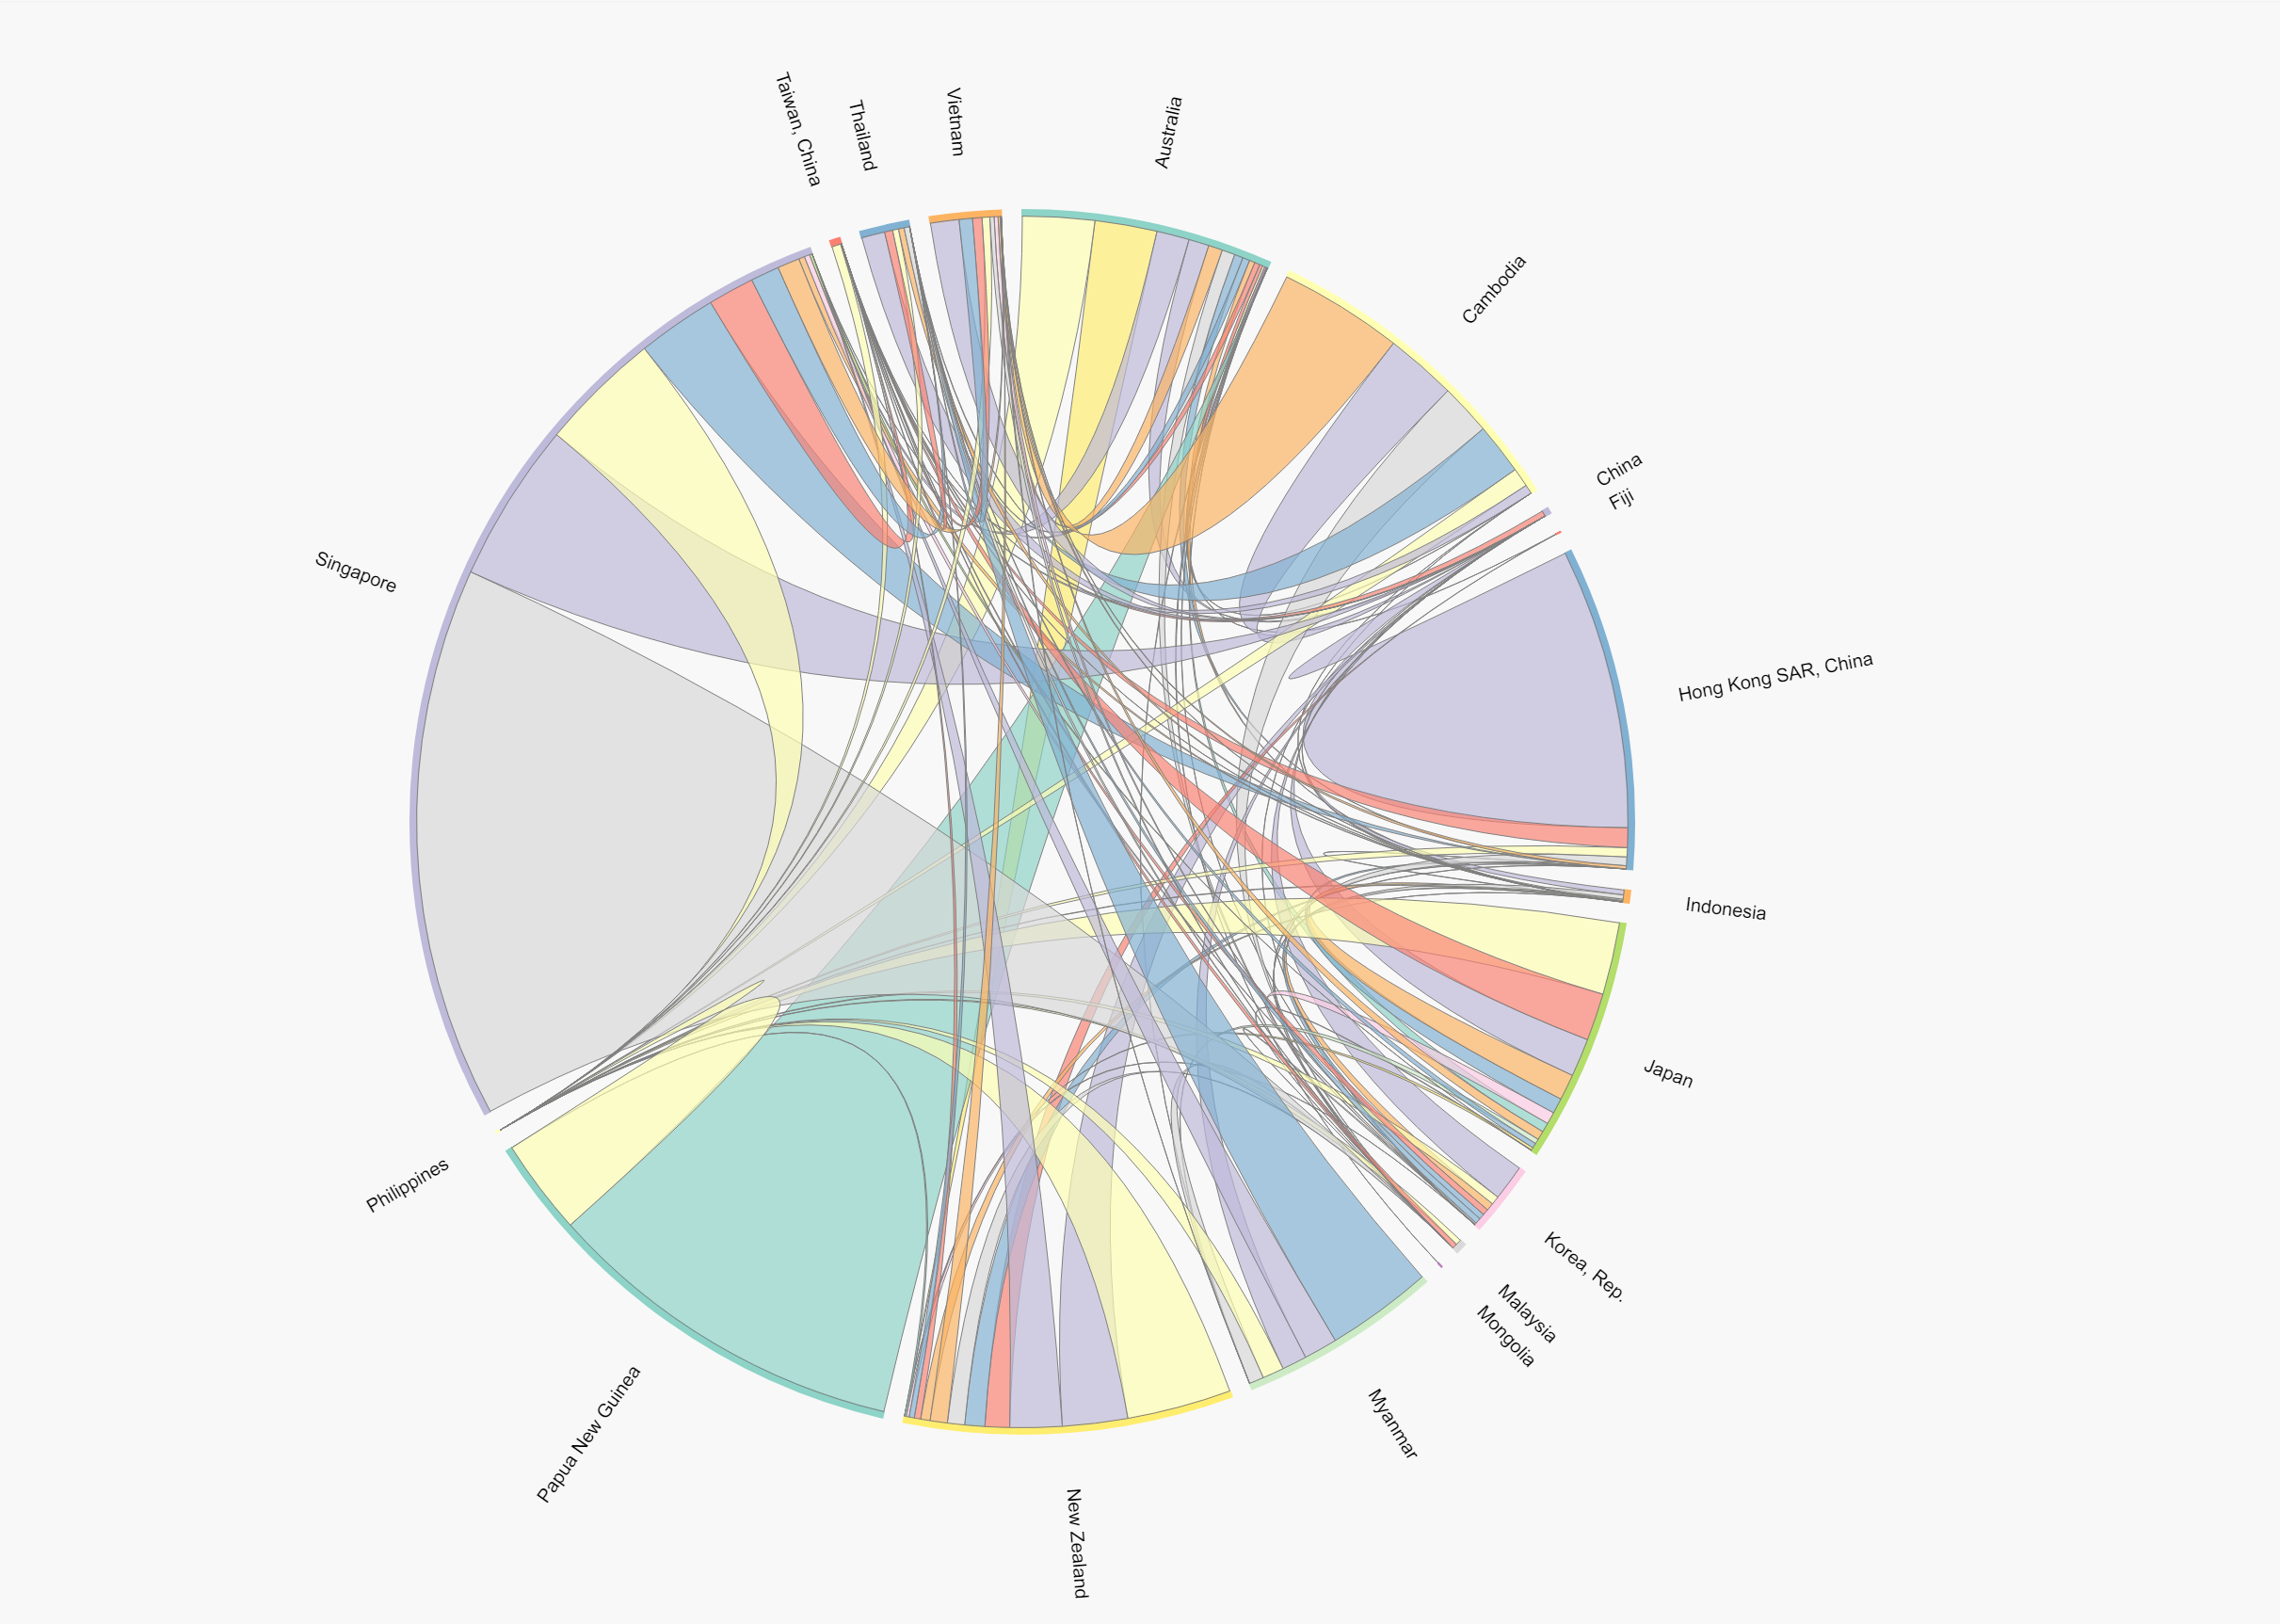 Taiwan, China
Thailand
Vietnam
Australia
Cambodia
China
Fiji
Hong Kong SAR, China
Indonesia
Japan
Korea, Rep.
Malaysia
Mongolia
Myanmar
New Zealand
Papua New Guinea
Philippines
Singapore